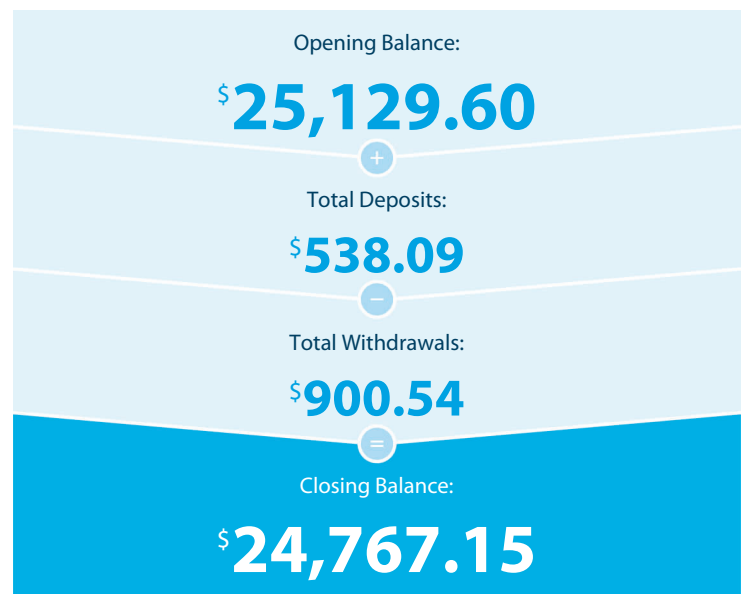 Opening Balance:
$25,129.60
+
Total Deposits:
$538.09
−
Total Withdrawals:
$900.54
=
Closing Balance:
$24,767.15